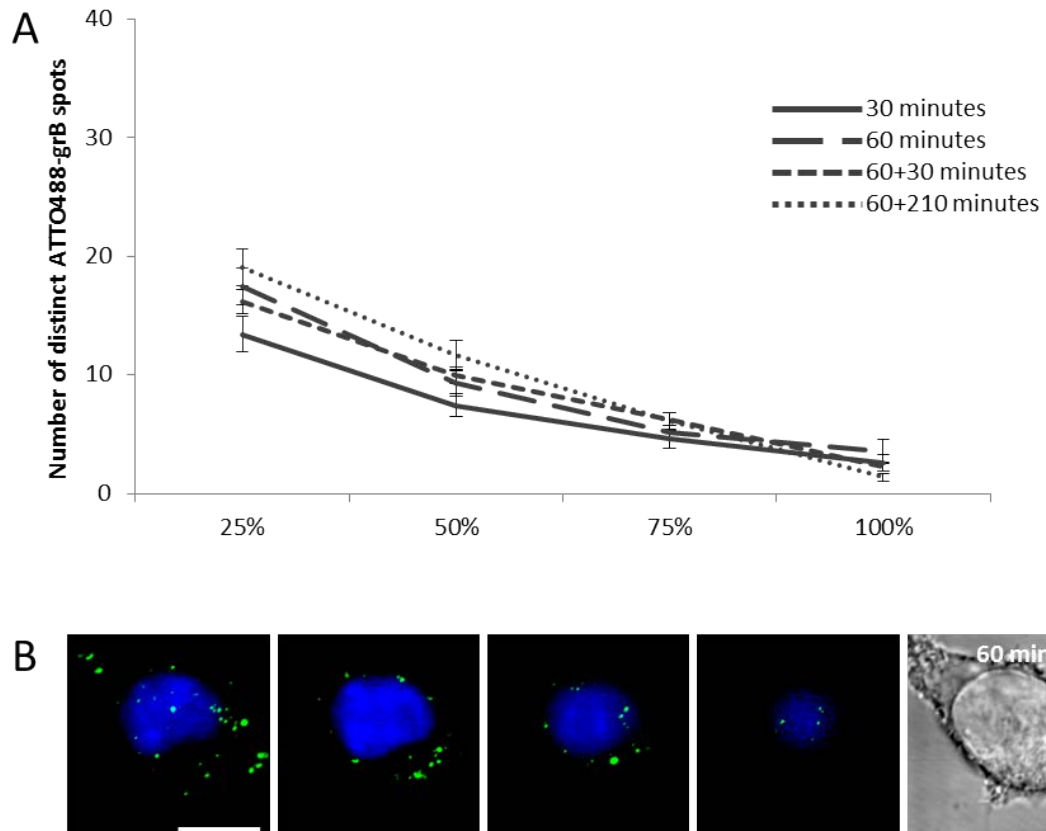 A
Number of distinct ATTO488-grB spots
40
30
20
10
0
30 minutes
60 minutes
60+30 minutes
60+210 minutes
25% 50% 75% 100%
B
60 min